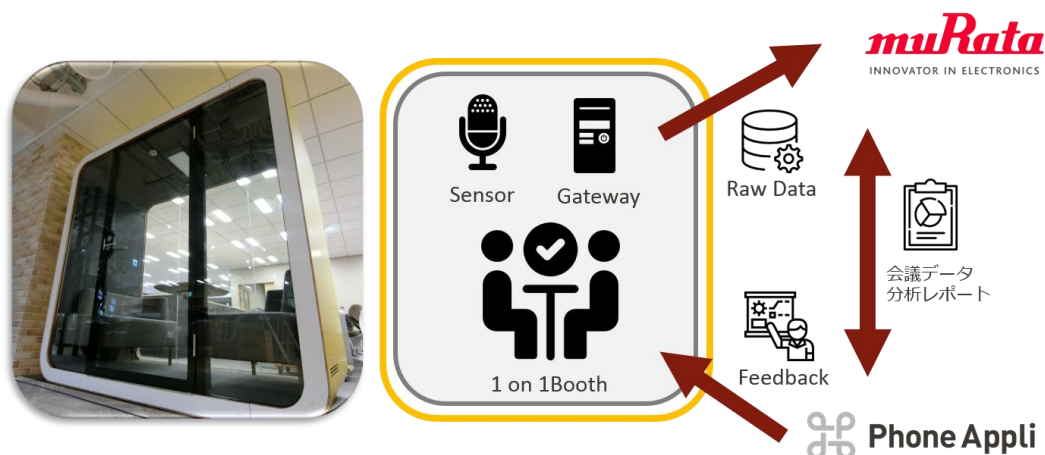 muRata
INNOVATOR IN ELECTRONICS
Sensor
Gateway
Raw Data
会議データ
分析レポート
1 on 1Booth
Feedback
Phone Appli